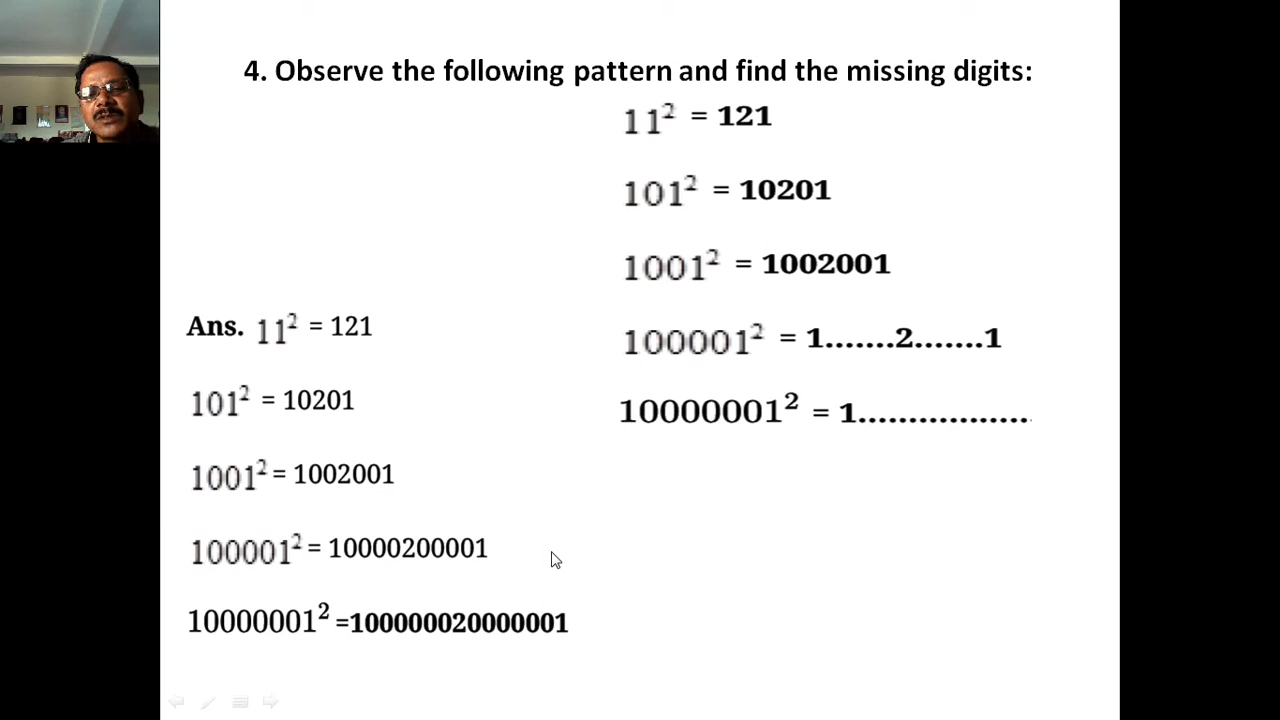 4. Observe the following pattern and find the missing digits:
11² = 121
101² = 10201
1001² = 1002001
100001² = 1.......2.......1
10000001² = 1..................
Ans. 11² = 121
101² = 10201
1001² = 1002001
100001² = 10000200001
10000001² =100000020000001